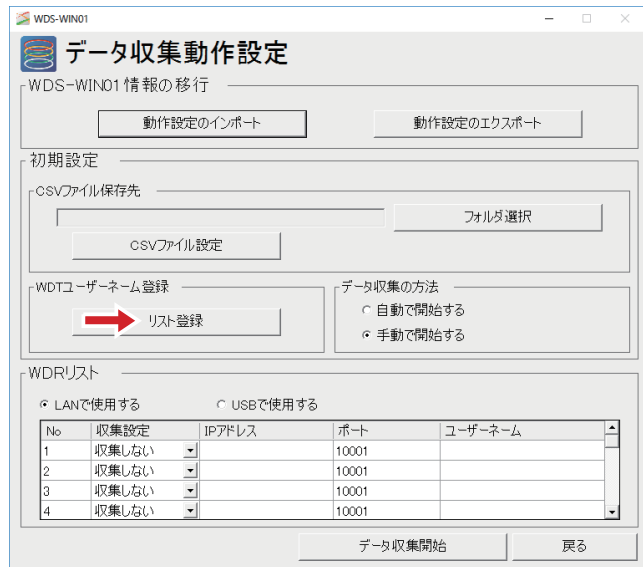 WDS-WIN01
データ収集動作設定
WDS-WIN01情報の移行
動作設定のインポート
動作設定のエクスポート
初期設定
CSVファイル保存先
フォルダ選択
CSVファイル設定
WDTユーザーネーム登録
リスト登録
データ収集の方法
自動で開始する
手動で開始する
WDRリスト
LANで使用する USBで使用する
No 収集設定 IPアドレス ポート ユーザーネーム
1 収集しない 10001
2 収集しない 10001
3 収集しない 10001
4 収集しない 10001
データ収集開始 戻る